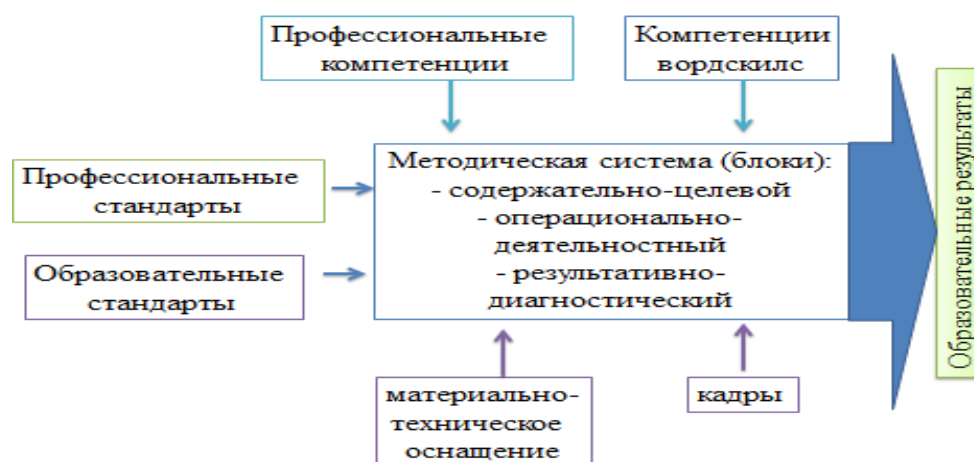 Профессиональные
компетенции
Компетенции
вордскилс
Профессиональные
стандарты
Образовательные
стандарты
Методическая система (блоки):
- содержательно-целевой
- операционально-
деятельностный
- результативно-
диагностический
материально-
техническое
оснащение
кадры
Образовательные результаты